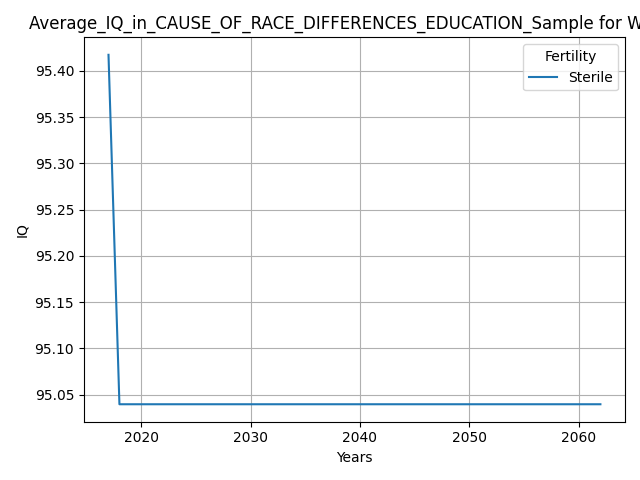 Average_IQ_in_CAUSE_OF_RACE_DIFFERENCES_EDUCATION_Sample for W
Fertility
Sterile
95.40
95.35
95.30
95.25
95.20
95.15
95.10
95.05
IQ
2020 2030 2040 2050 2060
Years